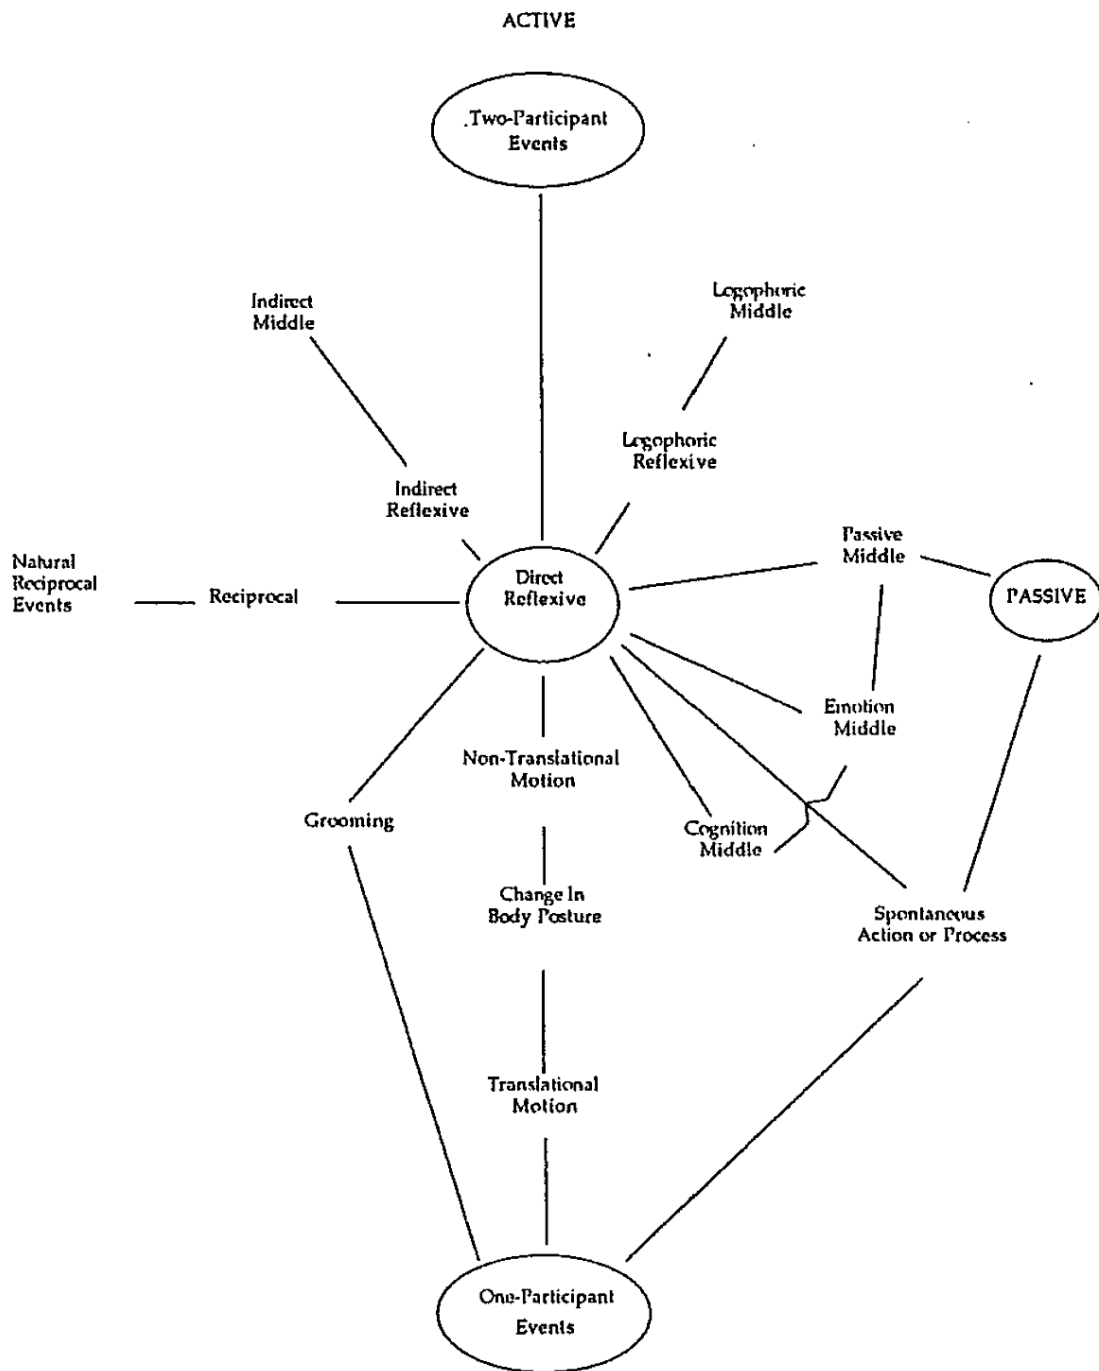 ACTIVE
Two-Participant
Events
Indirect
Middle
Logophoric
Middle
Logophoric
Reflexive
Indirect
Reflexive
Passive
Middle
Natural
Reciprocal
Events
Reciprocal
Direct
Reflexive
PASSIVE
Emotion
Middle
Non-Translational
Motion
Grooming
Cognition
Middle
Change In
Body Posture
Spontaneous
Action or Process
Translational
Motion
One-Participant
Events